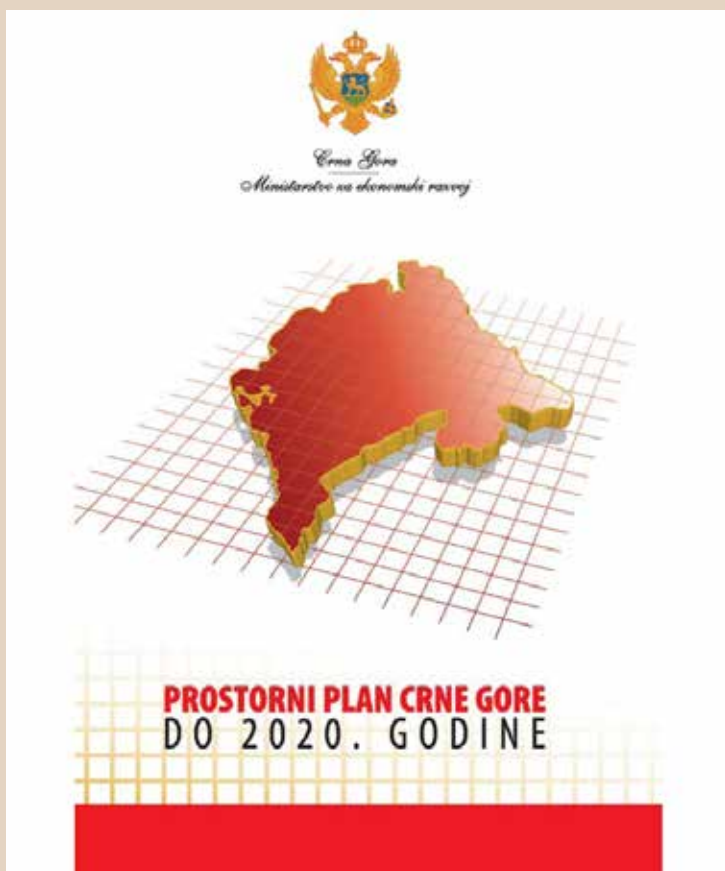 Crna Gora
Ministarstvo za ekonomski razvoj
PROSTORNI PLAN CRNE GORE
DO 2020. GODINE